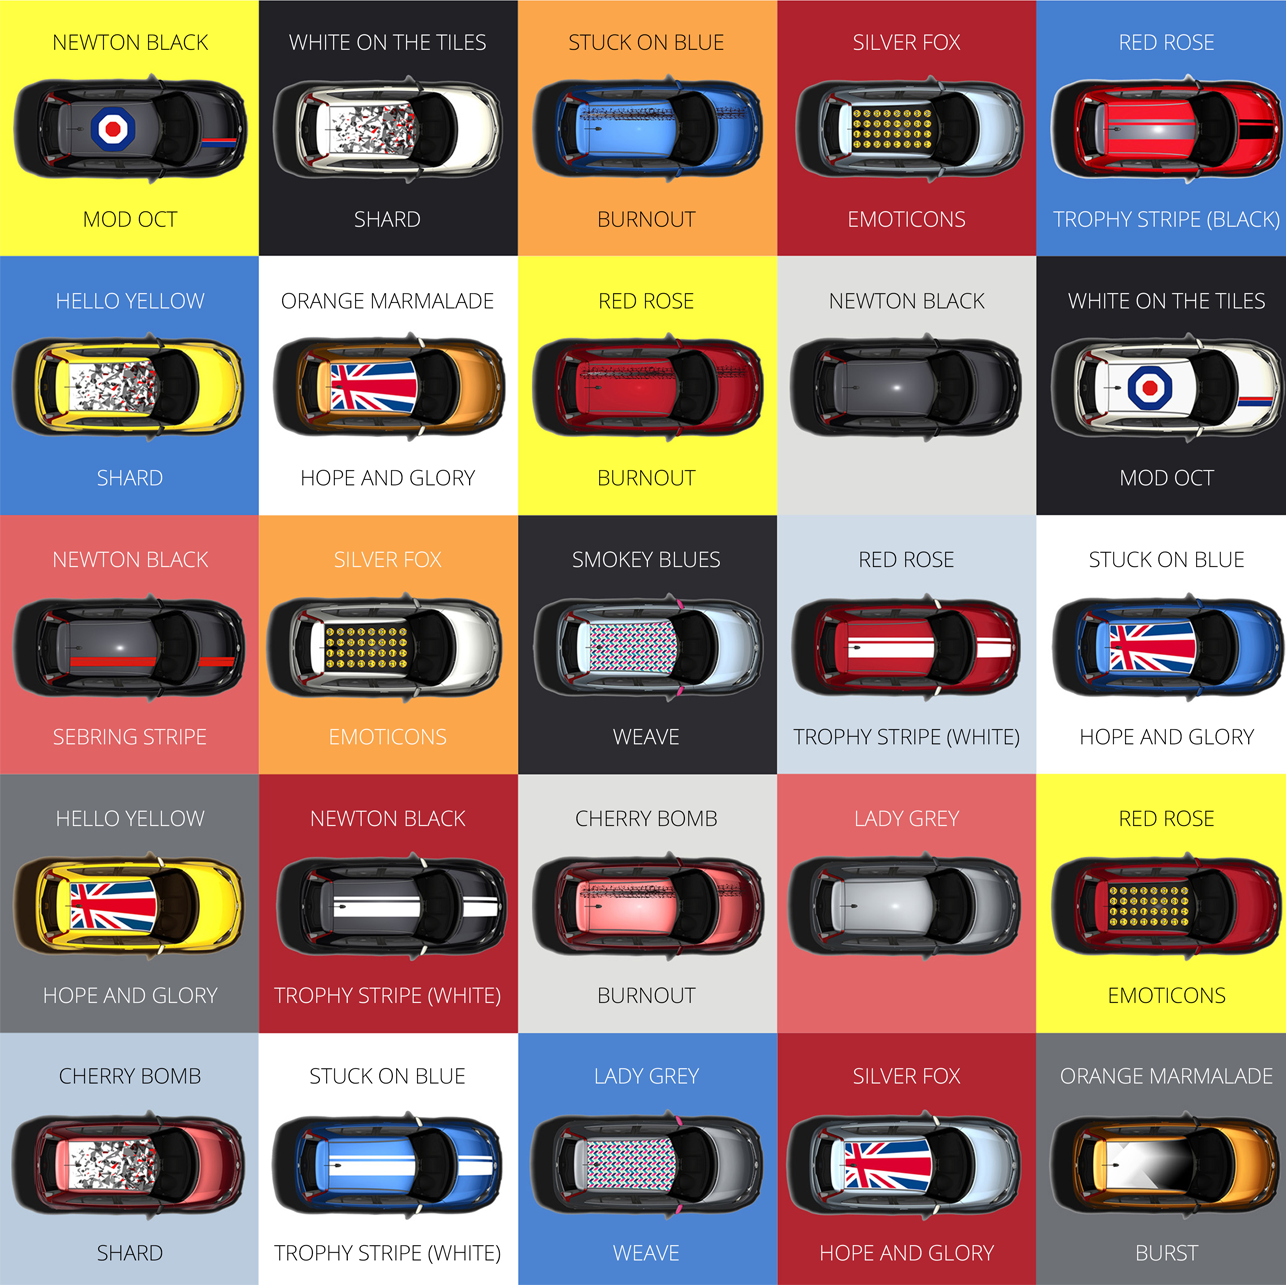 NEWTON BLACK
WHITE ON THE TILES
STUCK ON BLUE
SILVER FOX
RED ROSE
MOD OCT
SHARD
BURNOUT
EMOTICONS
TROPHY STRIPE (BLACK)
HELLO YELLOW
ORANGE MARMALADE
RED ROSE
NEWTON BLACK
WHITE ON THE TILES
SHARD
HOPE AND GLORY
BURNOUT
MOD OCT
NEWTON BLACK
SILVER FOX
SMOKEY BLUES
RED ROSE
STUCK ON BLUE
SEBRING STRIPE
EMOTICONS
WEAVE
TROPHY STRIPE (WHITE)
HOPE AND GLORY
HELLO YELLOW
NEWTON BLACK
CHERRY BOMB
LADY GREY
RED ROSE
HOPE AND GLORY
TROPHY STRIPE (WHITE)
BURNOUT
EMOTICONS
CHERRY BOMB
STUCK ON BLUE
LADY GREY
SILVER FOX
ORANGE MARMALADE
SHARD
TROPHY STRIPE (WHITE)
WEAVE
HOPE AND GLORY
BURST